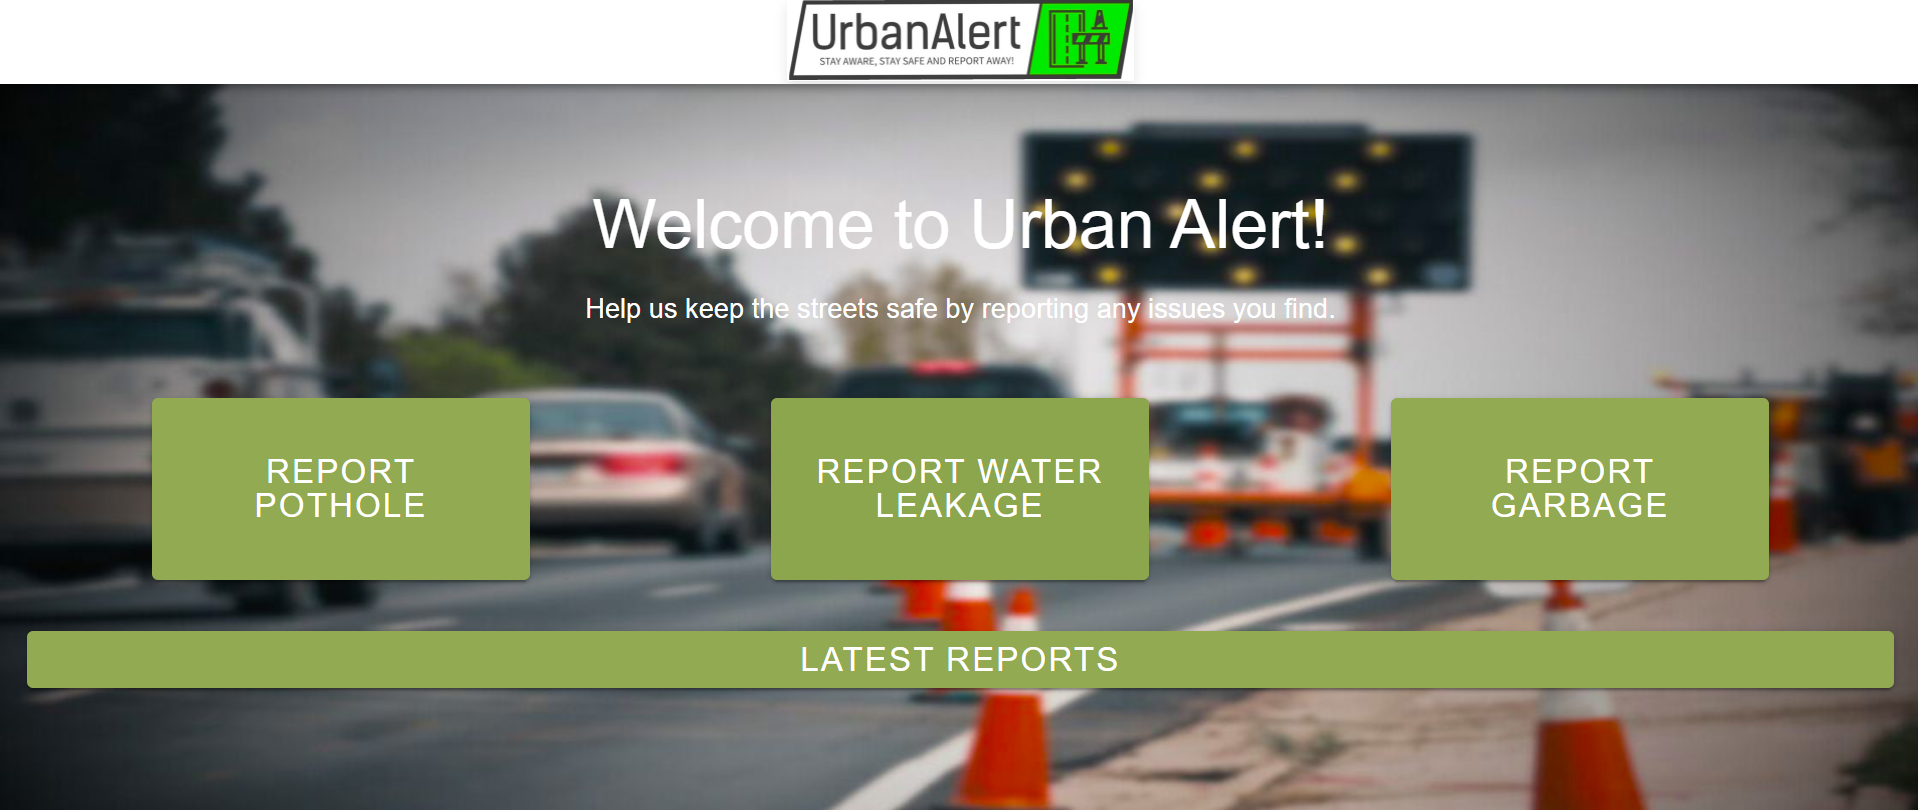 UrbanAlert
STAY AWARE, STAY SAFE AND REPORT AWAY!
Welcome to Urban Alert!
Help us keep the streets safe by reporting any issues you find.
REPORT
POTHOLE
REPORT WATER
LEAKAGE
REPORT
GARBAGE
LATEST REPORTS